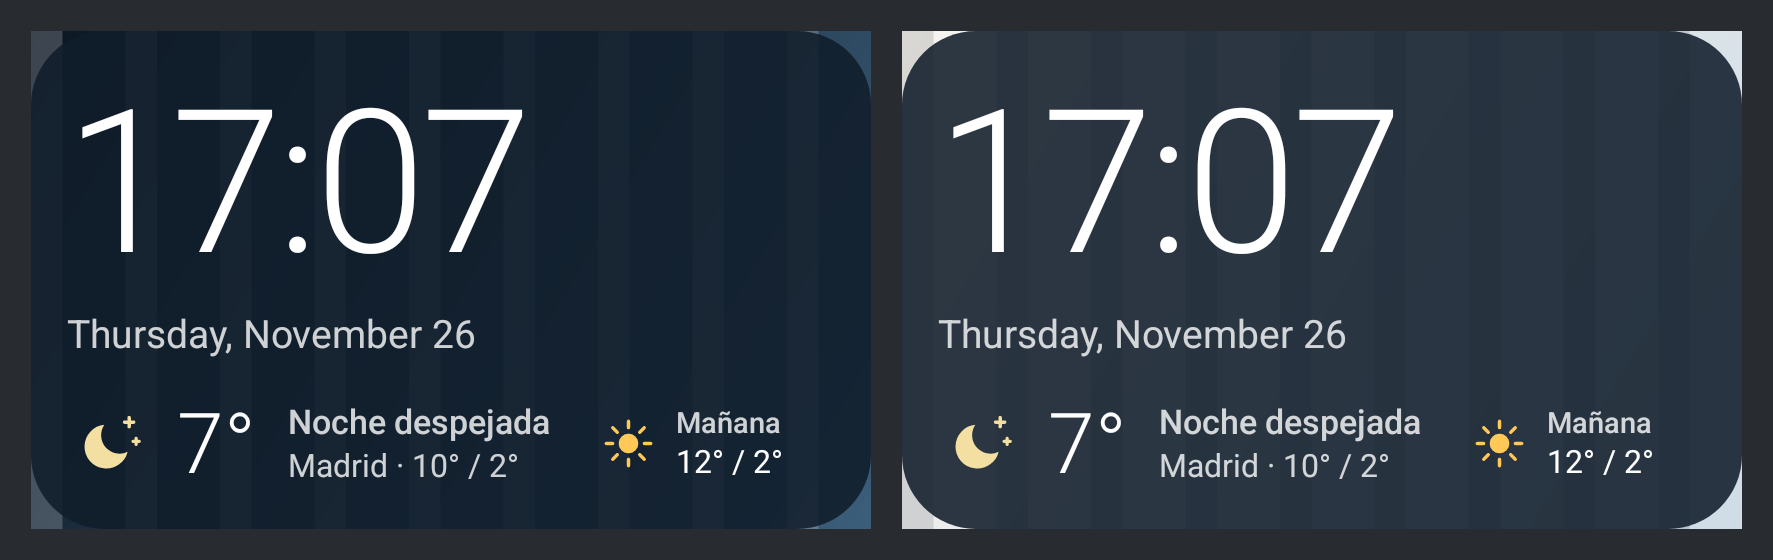 17:07
Thursday, November 26
7°
Noche despejada
Madrid · 10° / 2°
Mañana
12° / 2°
17:07
Thursday, November 26
7°
Noche despejada
Madrid · 10° / 2°
Mañana
12° / 2°